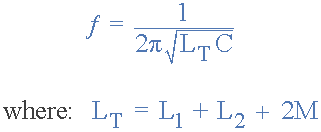 f = 1 / (2π√(L_T C))
where: L_T = L_1 + L_2 + 2M